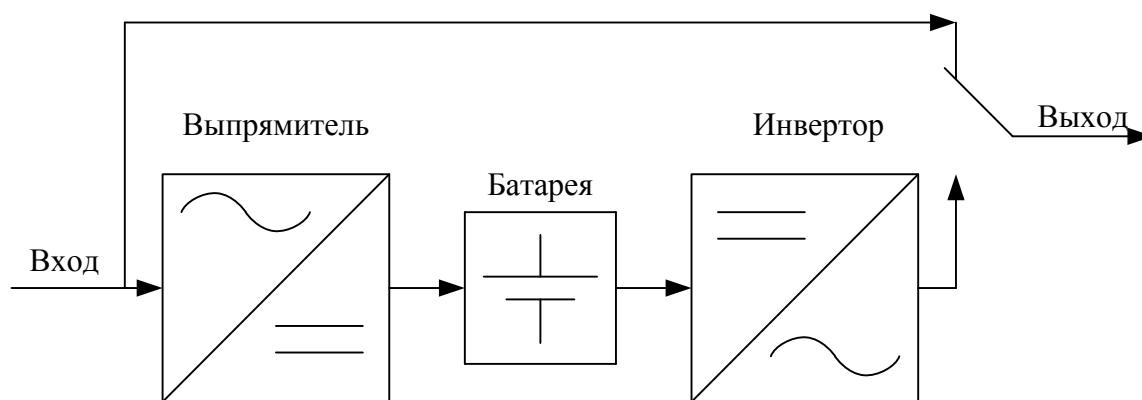 Выпрямитель
Инвертор
Выход
Батарея
Вход